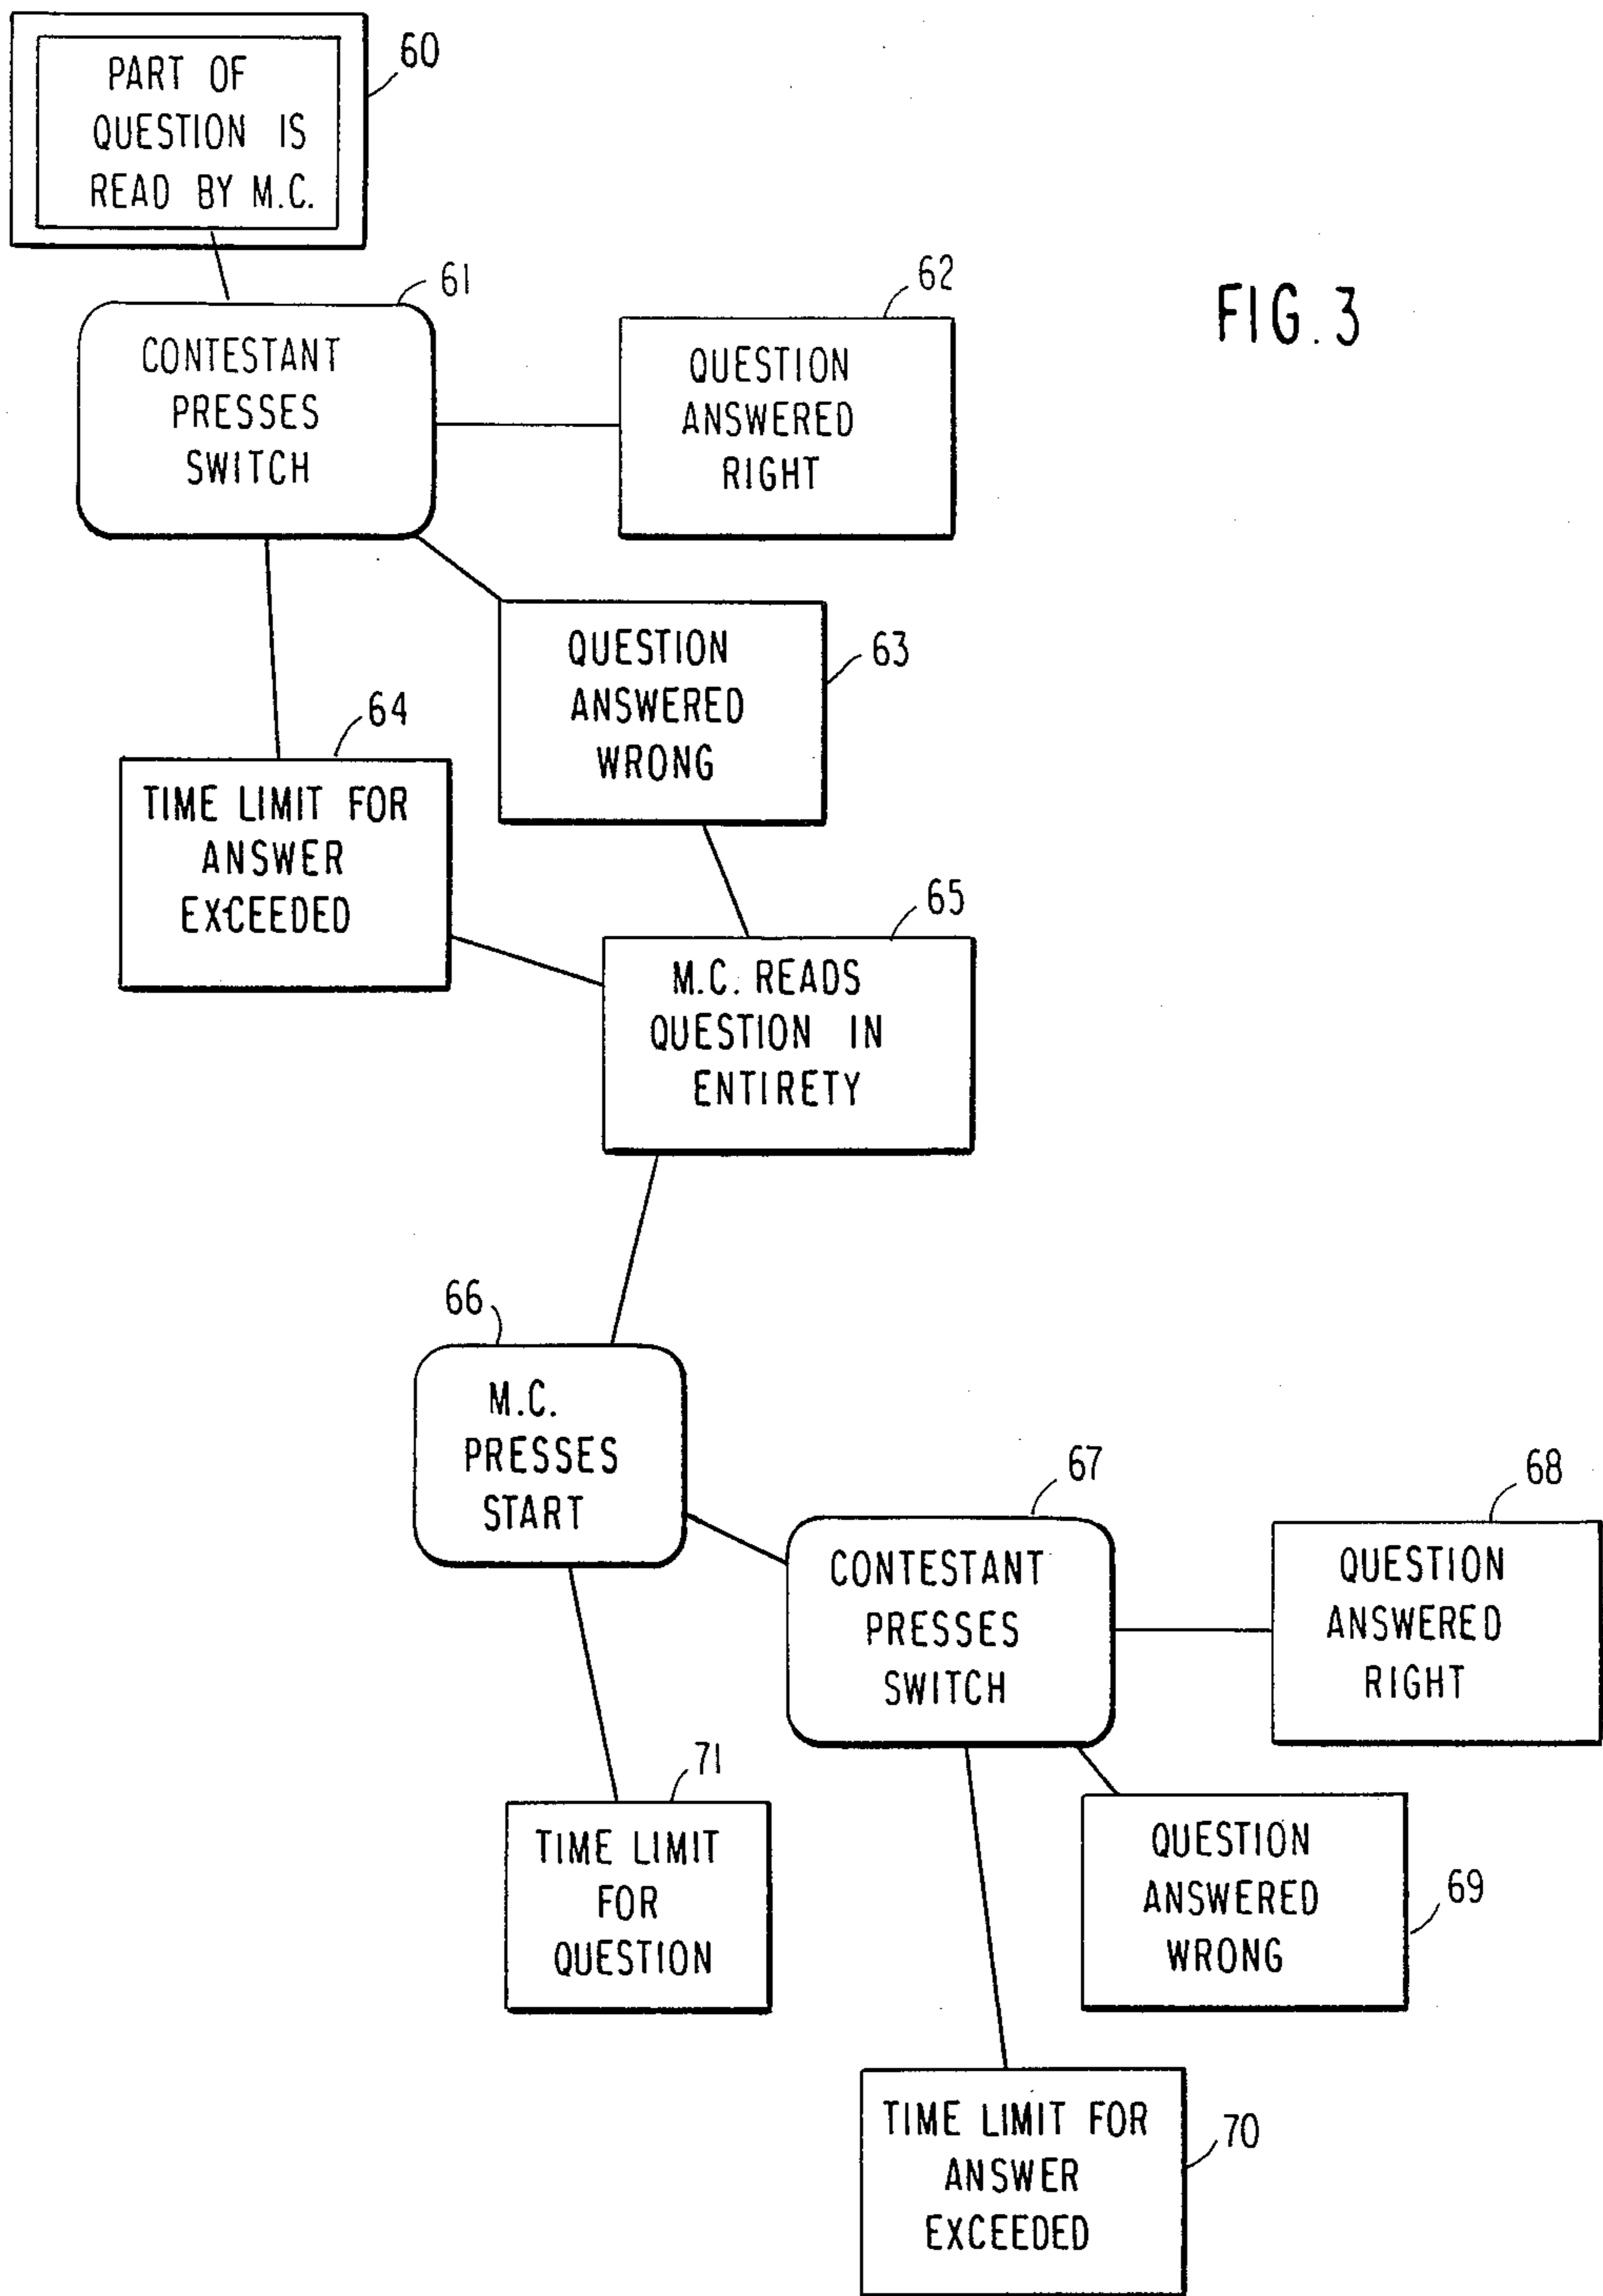 60
PART OF
QUESTION IS
READ BY M.C.
61
CONTESTANT
PRESSES
SWITCH
62
QUESTION
ANSWERED
RIGHT
FIG. 3
63
QUESTION
ANSWERED
WRONG
64
TIME LIMIT FOR
ANSWER
EXCEEDED
65
M.C. READS
QUESTION IN
ENTIRETY
66
M.C.
PRESSES
START
67
CONTESTANT
PRESSES
SWITCH
68
QUESTION
ANSWERED
RIGHT
69
QUESTION
ANSWERED
WRONG
71
TIME LIMIT
FOR
QUESTION
70
TIME LIMIT FOR
ANSWER
EXCEEDED